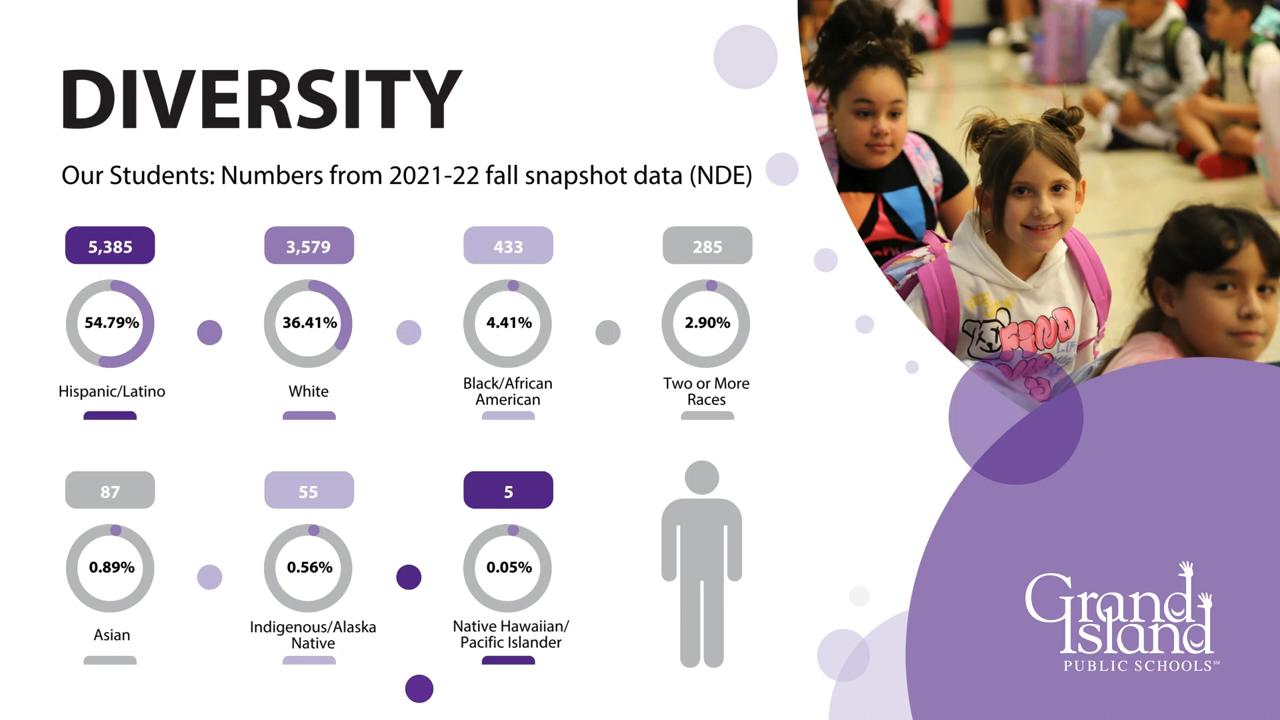 DIVERSITY
Our Students: Numbers from 2021-22 fall snapshot data (NDE)
5,385
54.79%
Hispanic/Latino
3,579
36.41%
White
433
4.41%
Black/African
American
285
2.90%
Two or More
Races
87
0.89%
Asian
55
0.56%
Indigenous/Alaska
Native
5
0.05%
Native Hawaiian/
Pacific Islander
KIND
Grand
Island
PUBLIC SCHOOLS℠